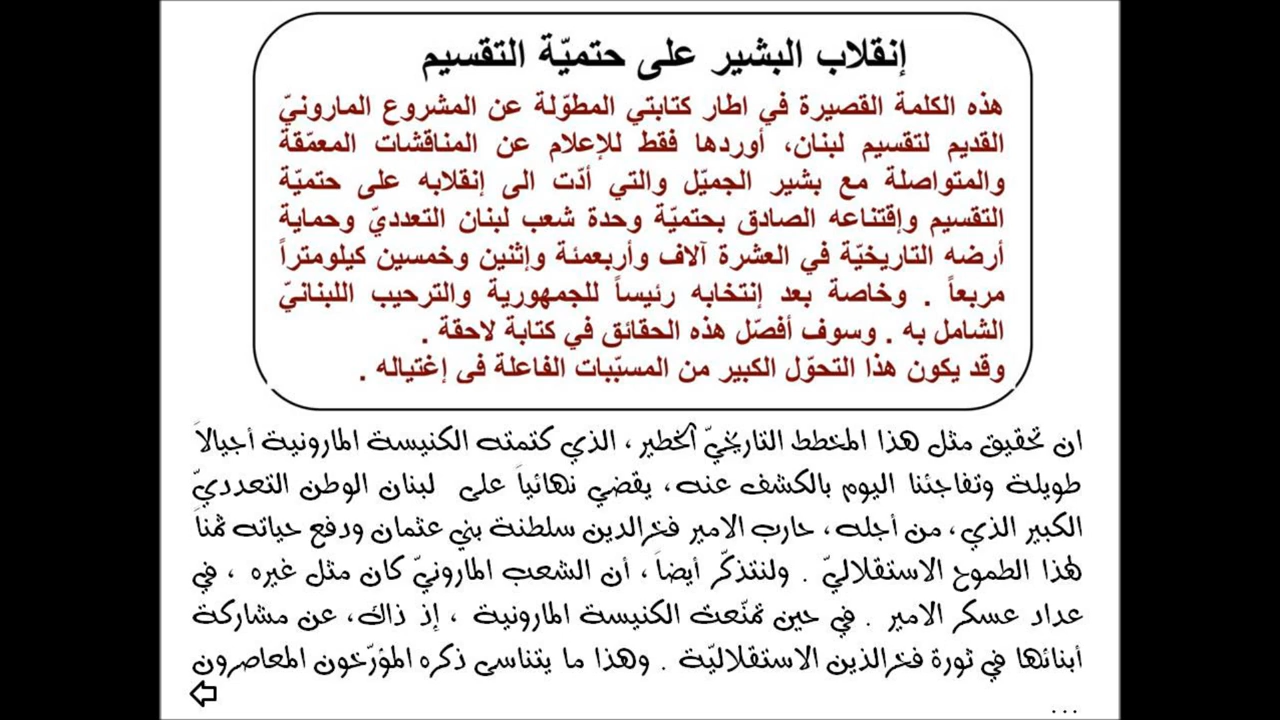 إنقلاب البشير على حتميّة التقسيم
هذه الكلمة القصيرة في اطار كتابتي المطوّلة عن المشروع المارونيّ
القديم لتقسيم لبنان، أوردها فقط للإعلام عن المناقشات المعمّقة
والمتواصلة مع بشير الجميّل والتي أدّت الى إنقلابه على حتميّة
التقسيم وإقتناعه الصادق بحتميّة وحدة شعب لبنان التعدديّ وحماية
أرضه التاريخيّة في العشرة آلاف وأربعمئة وإثنين وخمسين كيلومتراً
مربعاً . وخاصة بعد إنتخابه رئيساً للجمهورية والترحيب اللبنانيّ
الشامل به . وسوف أفصّل هذه الحقائق في كتابة لاحقة .
وقد يكون هذا التحوّل الكبير من المسبّبات الفاعلة فى إغتياله .
ان تحقيق مثل هذا المخطط التاريخيّ الخطير ، الذي كتمته الكنيسة المارونية أجيالاً
طويلة وتفاجئنا اليوم بالكشف عنه، يقضي نهائياً على لبنان الوطن التعدديّ
الكبير الذي، من أجله، حارب الامير فخرالدين سلطنة بني عثمان ودفع حياته ثمناً
لهذا الطموح الاستقلاليّ . ولنتذكّر أيضاً ، أن الشعب المارونيّ كان مثل غيره ، في
عداد عسكر الامير . في حين تمنّعت الكنيسة المارونية ، إذ ذاك، عن مشاركة
أبنائها في ثورة فخرالذين الاستقلاليّة . وهذا ما يتناسى ذكره المؤرّخون المعاصرون
...